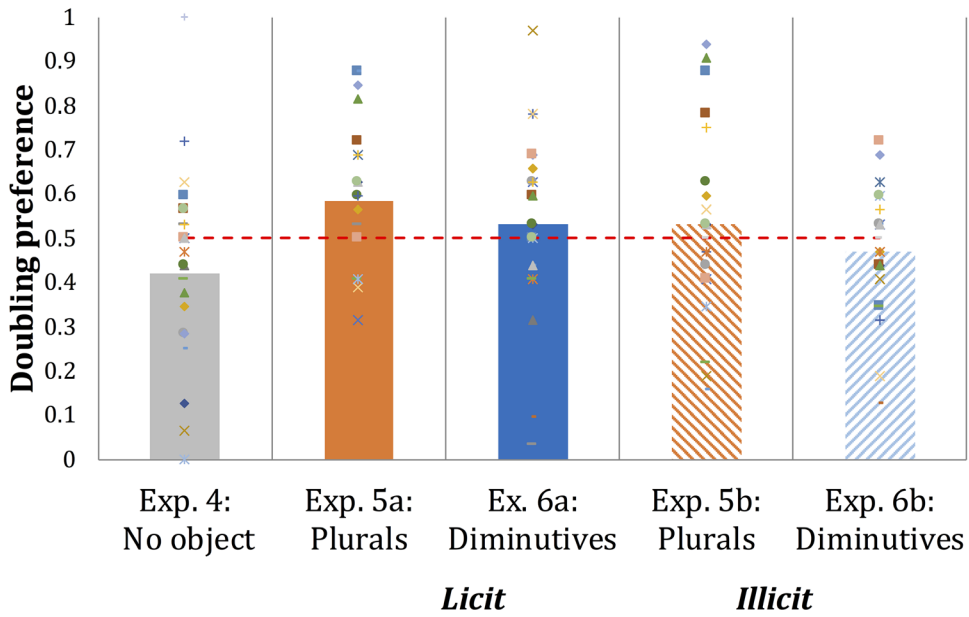 Doubling preference
1
0.9
0.8
0.7
0.6
0.5
0.4
0.3
0.2
0.1
0
Exp. 4:
No object
Exp. 5a:
Plurals
Ex. 6a:
Diminutives
Exp. 5b:
Plurals
Exp. 6b:
Diminutives
Licit
Illicit